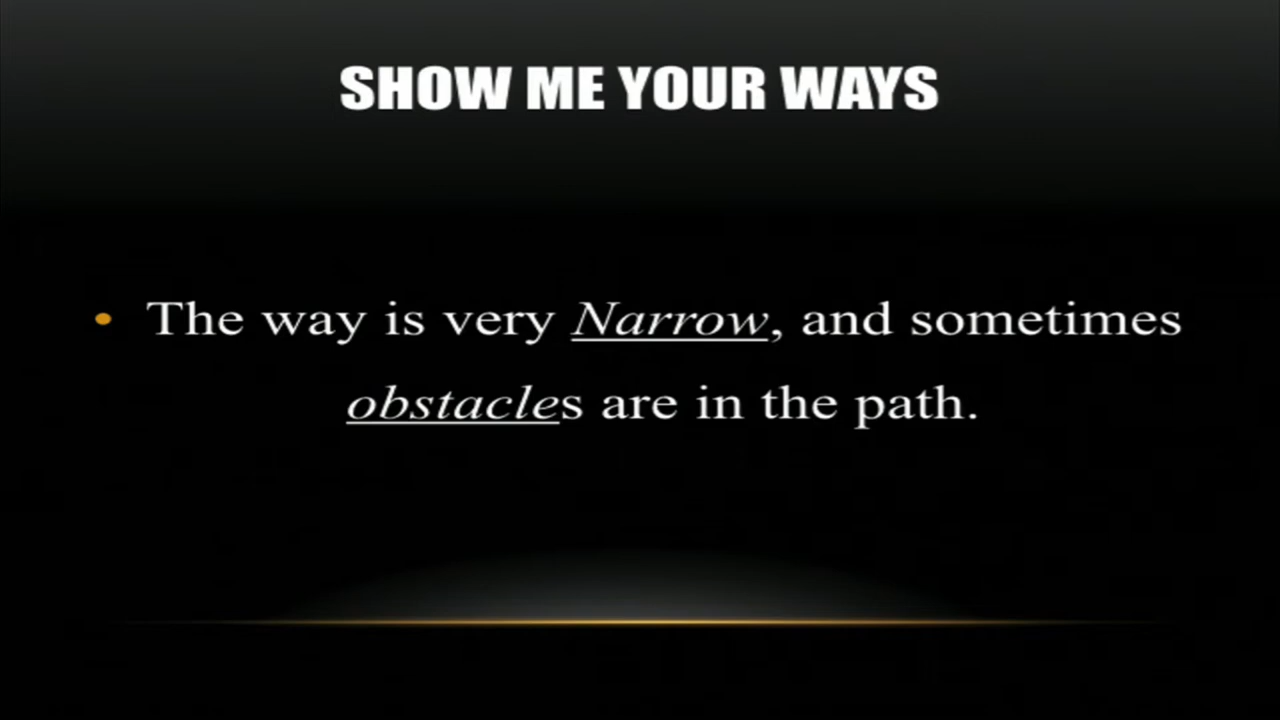 SHOW ME YOUR WAYS
• The way is very Narrow, and sometimes
obstacles are in the path.